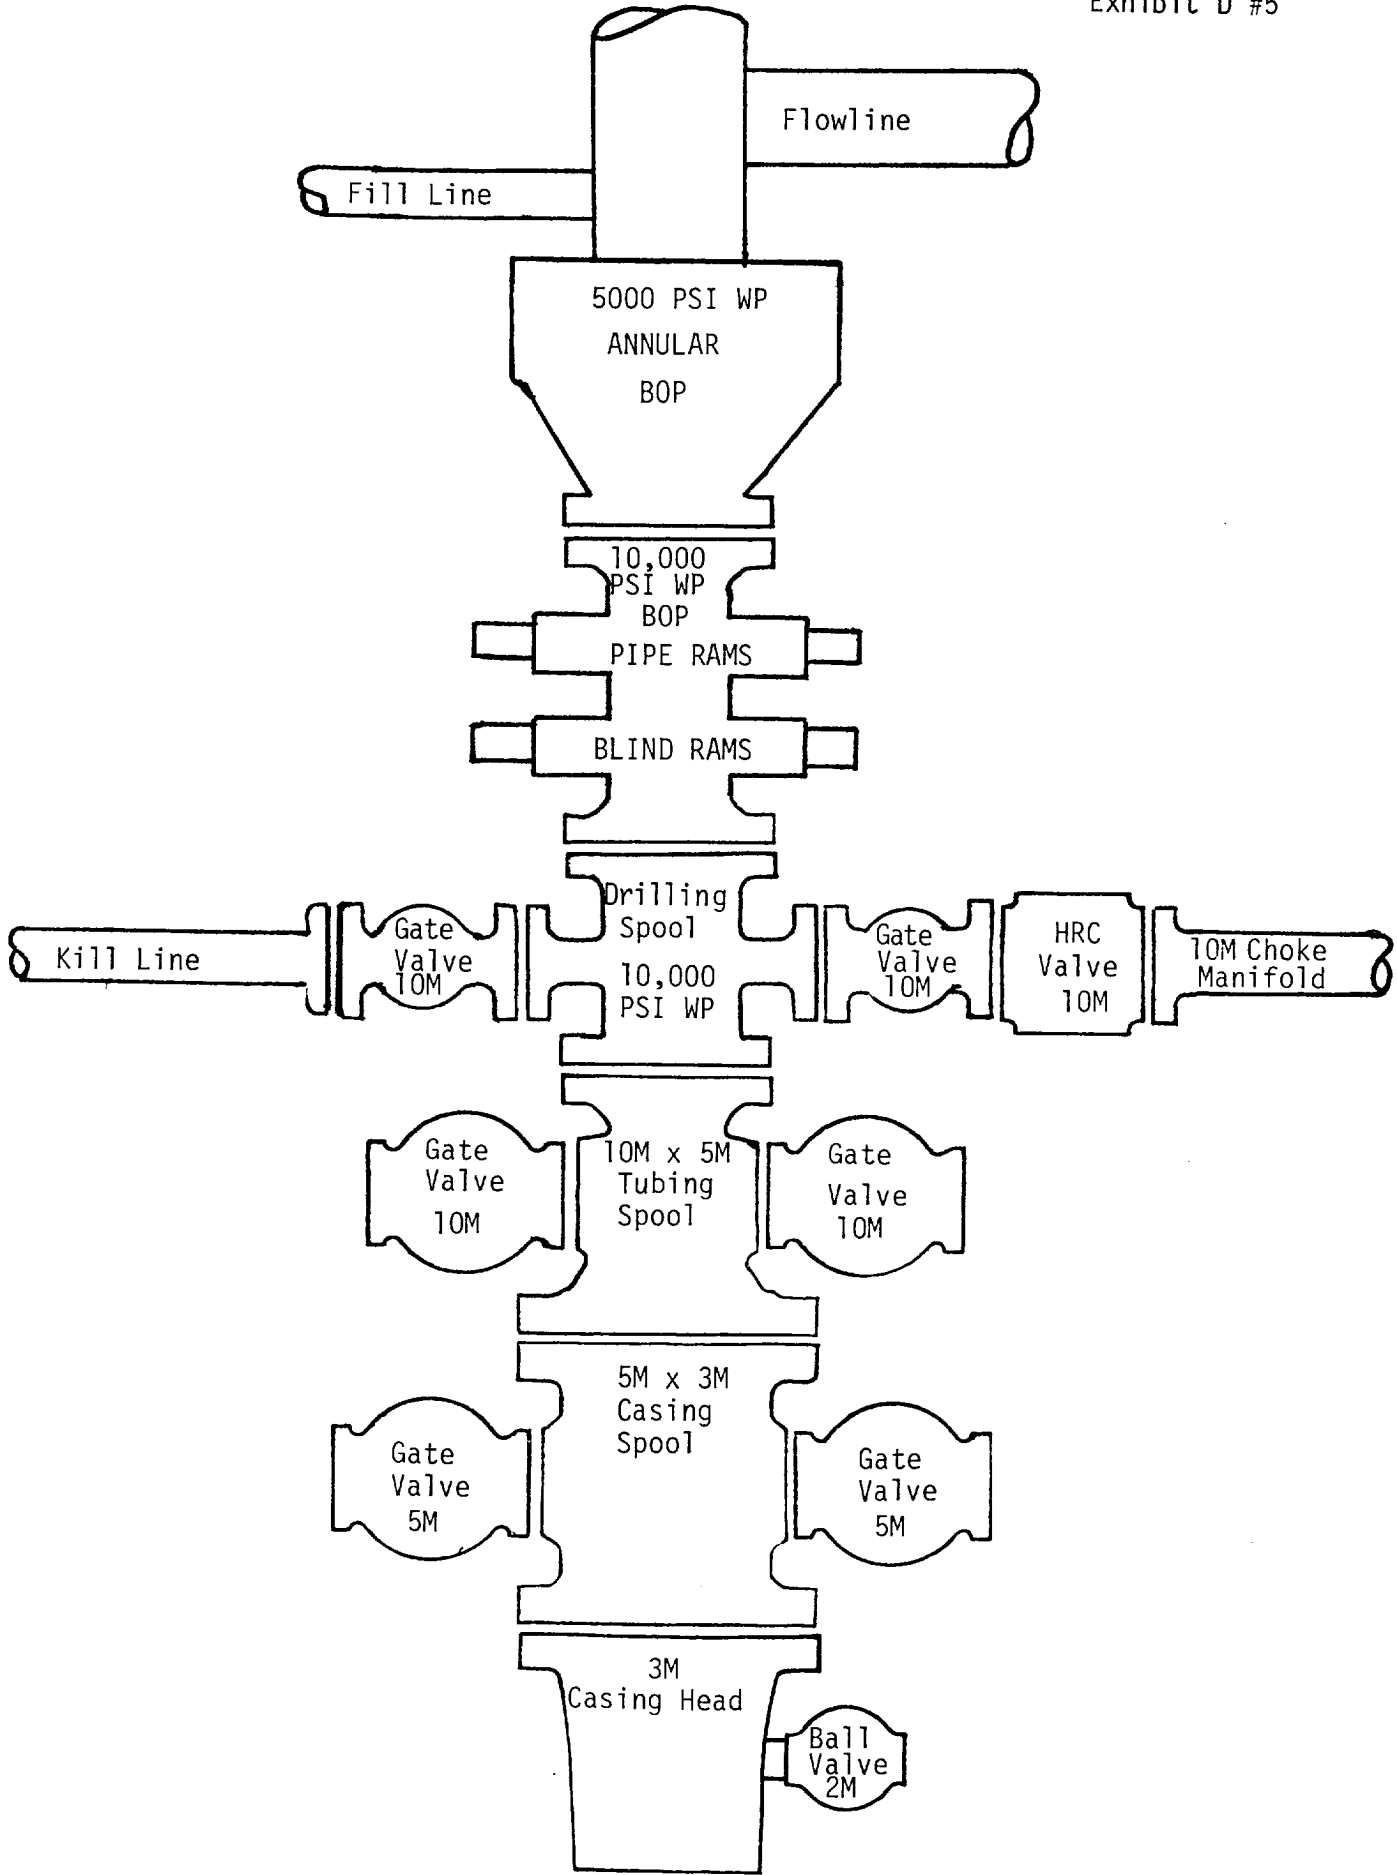 Exhibit D #5
Flowline
Fill Line
5000 PSI WP
ANNULAR
BOP
10,000
PSI WP
BOP
PIPE RAMS
BLIND RAMS
Drilling
Spool
10,000
PSI WP
Kill Line
Gate
Valve
10M
Gate
Valve
10M
HRC
Valve
10M
10M Choke
Manifold
Gate
Valve
10M
10M x 5M
Tubing
Spool
Gate
Valve
10M
5M x 3M
Casing
Spool
Gate
Valve
5M
Gate
Valve
5M
3M
Casing Head
Ball
Valve
2M